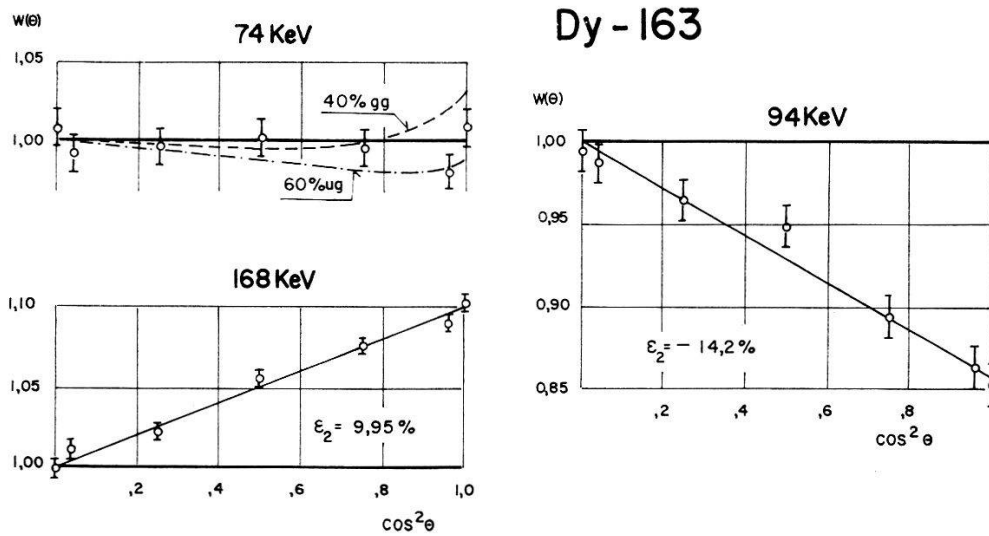 Dy-163
W(θ)
74 KeV
1,05
1,00
40% gg
60% ug
168 KeV
1,10
1,05
1,00
ε₂ = 9,95 %
,2 ,4 ,6 ,8 1,0
cos²θ
W(θ)
94 KeV
1,00
0,95
0,90
0,85
ε₂ = − 14,2 %
,2 ,4 ,6 ,8
cos²θ